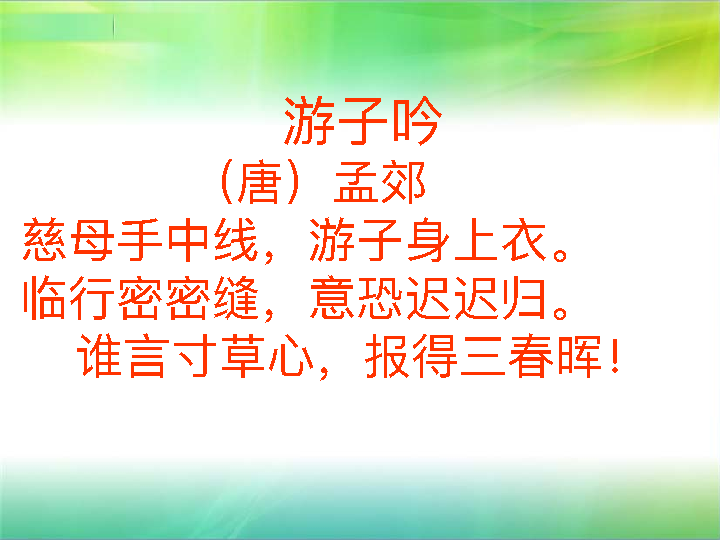 游子吟
（唐） 孟郊
慈母手中线，游子身上衣。
临行密密缝，意恐迟迟归。
谁言寸草心，报得三春晖！